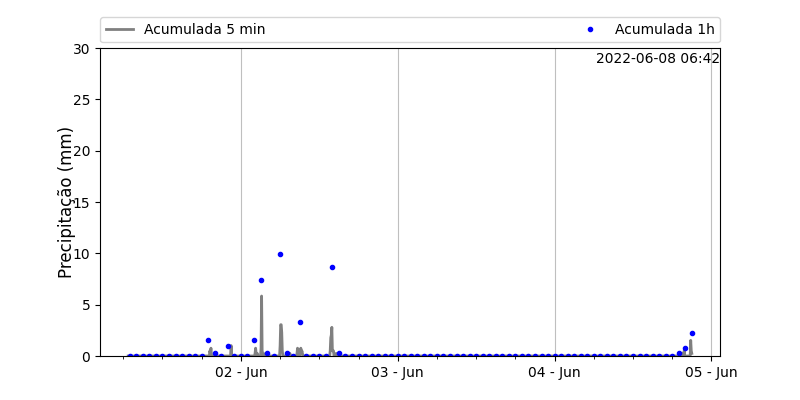 Acumulada 5 min
Acumulada 1h
2022-06-08 06:42
Precipitação (mm)
30
25
20
15
10
5
0
02 - Jun
03 - Jun
04 - Jun
05 - Jun